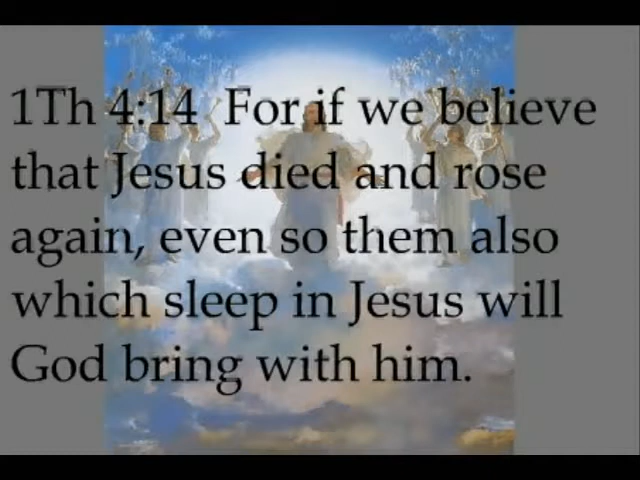 1Th 4:14 For if we believe
that Jesus died and rose
again, even so them also
which sleep in Jesus will
God bring with him.